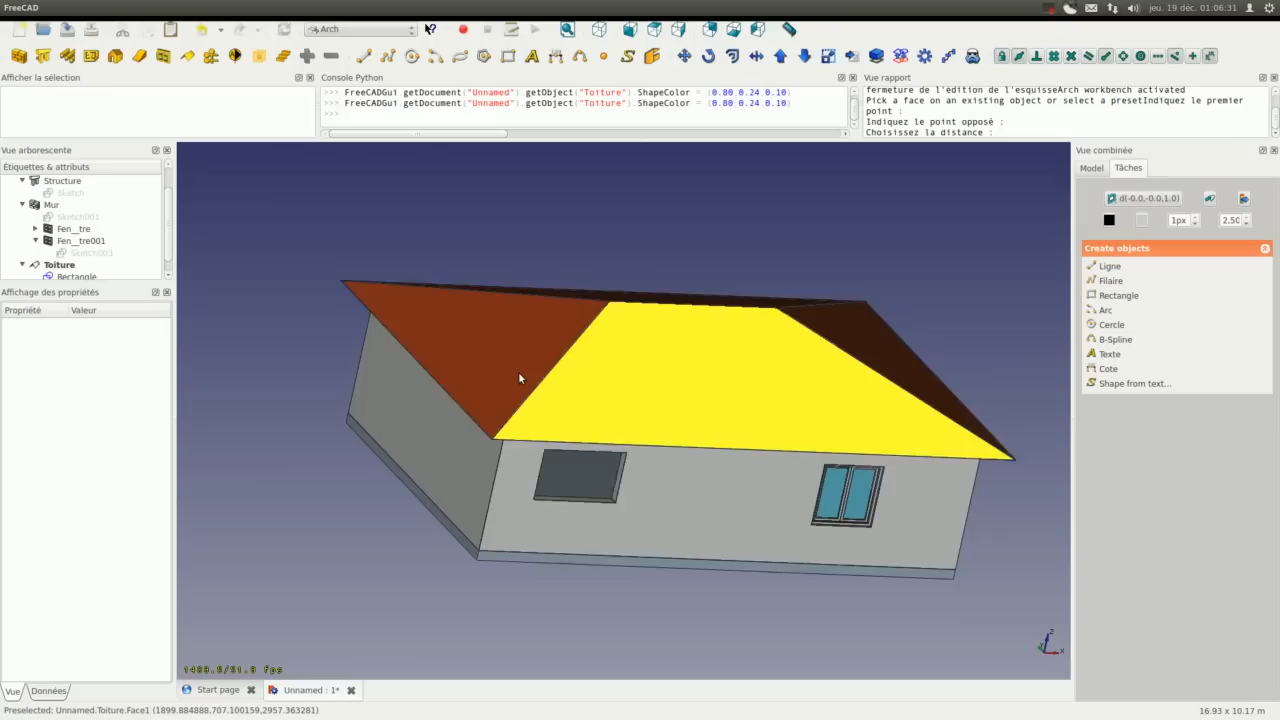 FreeCAD
jeu. 19 déc. 01:06:31
Arch
Afficher la sélection
Console Python
>>> FreeCADGui.getDocument("Unnamed").getObject("Toiture").ShapeColor = (0.80,0.24,0.10)
>>> FreeCADGui.getDocument("Unnamed").getObject("Toiture").ShapeColor = (0.80,0.24,0.10)
>>>
Vue rapport
fermeture de l'édition de l'esquisseArch workbench activated
Pick a face on an existing object or select a presetIndiquez le premier
point :
Indiquez le point opposé :
Choisissez la distance :
Vue arborescente
Étiquettes & attributs
Structure
Sketch
Mur
Sketch001
Fen__tre
Fen__tre001
Sketch003
Toiture
Rectangle
Affichage des propriétés
Propriété Valeur
Vue combinée
Model Tâches
d(-0.0,-0.0,1.0)
1px 2.50
Create objects
Ligne
Filaire
Rectangle
Arc
Cercle
B-Spline
Texte
Cote
Shape from text...
Z
X
Vue Données
Start page Unnamed : 1*
Preselected: Unnamed.Toiture.Face1 (1899.884888,707.100159,2957.363281)
16.93 x 10.17 m